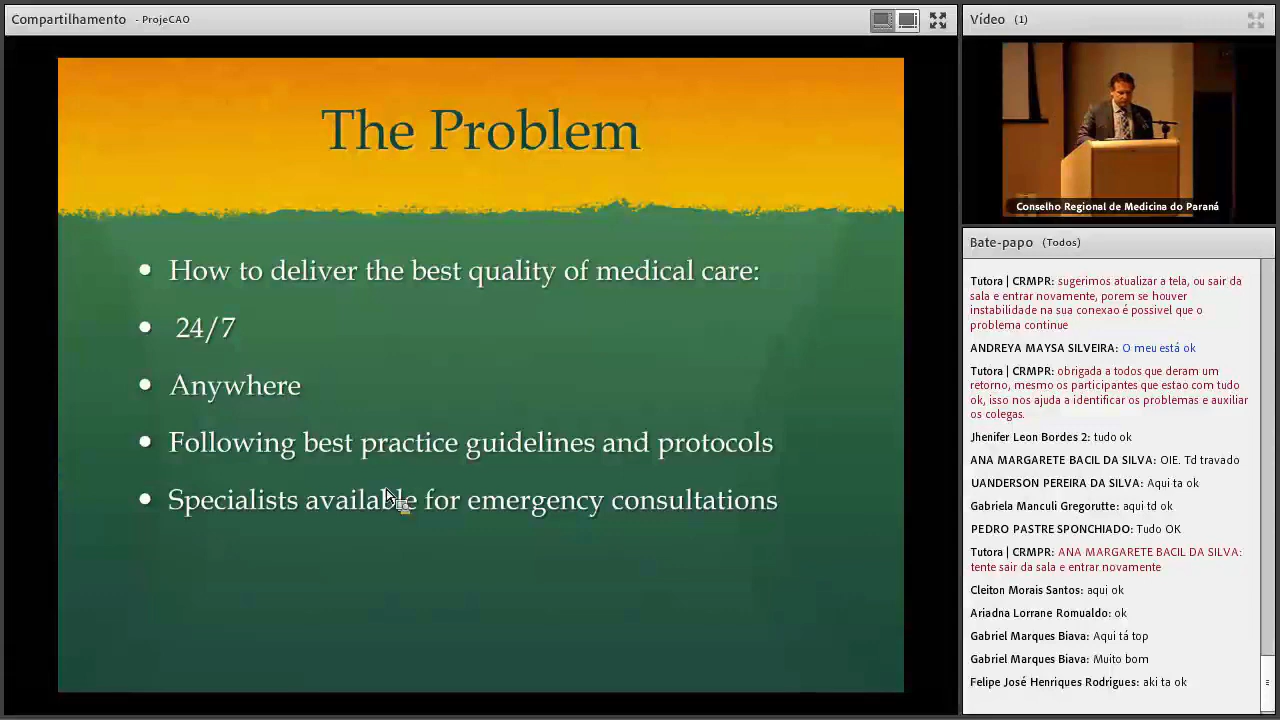 Compartilhamento - ProjeCAO
The Problem
• How to deliver the best quality of medical care:
• 24/7
• Anywhere
• Following best practice guidelines and protocols
• Specialists available for emergency consultations
Vídeo (1)
Conselho Regional de Medicina do Paraná
Bate-papo (Todos)
Tutora | CRMPR: sugerimos atualizar a tela, ou sair da
sala e entrar novamente, porem se houver
instabilidade na sua conexao é possivel que o
problema continue
ANDREYA MAYSA SILVEIRA: O meu está ok
Tutora | CRMPR: obrigada a todos que deram um
retorno, mesmo os participantes que estao com tudo
ok, isso nos ajuda a identificar os problemas e auxiliar
os colegas.
Jhenifer Leon Bordes 2: tudo ok
ANA MARGARETE BACIL DA SILVA: OIE. Td travado
UANDERSON PEREIRA DA SILVA: Aqui ta ok
Gabriela Manculi Gregorutte: aqui td ok
PEDRO PASTRE SPONCHIADO: Tudo OK
Tutora | CRMPR: ANA MARGARETE BACIL DA SILVA:
tente sair da sala e entrar novamente
Cleiton Morais Santos: aqui ok
Ariadna Lorrane Romualdo: ok
Gabriel Marques Biava: Aqui tá top
Gabriel Marques Biava: Muito bom
Felipe José Henriques Rodrigues: aki ta ok